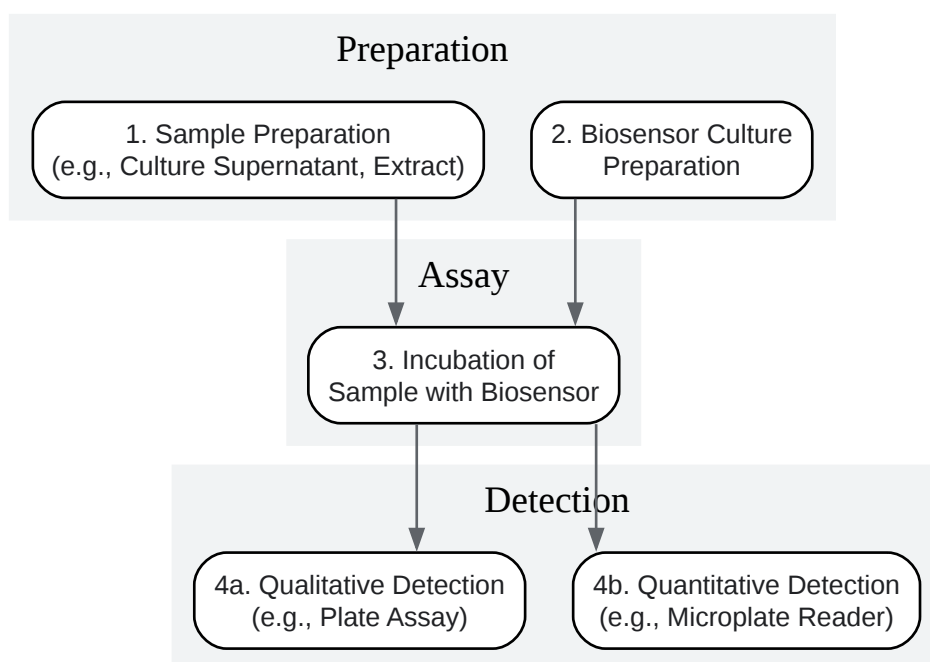 Preparation
1. Sample Preparation
(e.g., Culture Supernatant, Extract)
2. Biosensor Culture
Preparation
Assay
3. Incubation of
Sample with Biosensor
Detection
4a. Qualitative Detection
(e.g., Plate Assay)
4b. Quantitative Detection
(e.g., Microplate Reader)